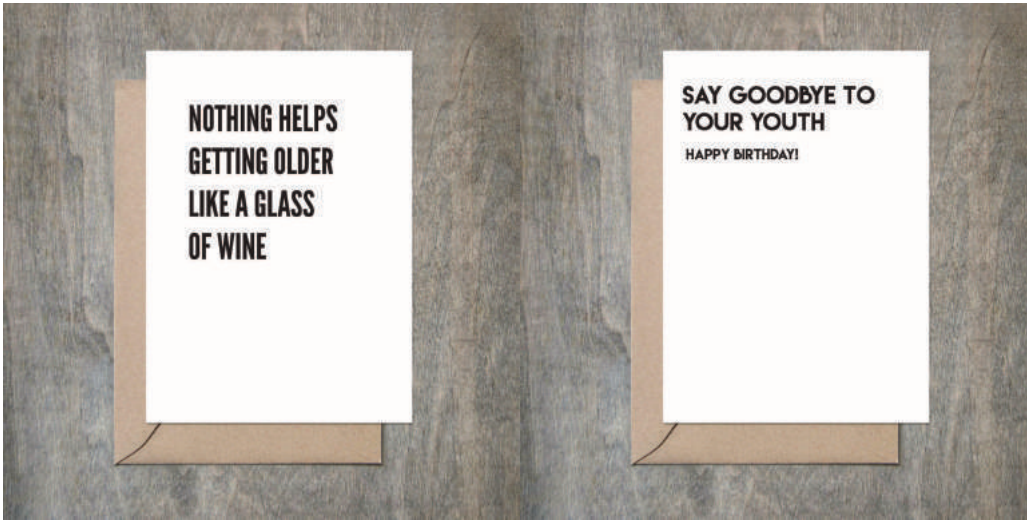 NOTHING HELPS
GETTING OLDER
LIKE A GLASS
OF WINE
SAY GOODBYE TO
YOUR YOUTH
HAPPY BIRTHDAY!